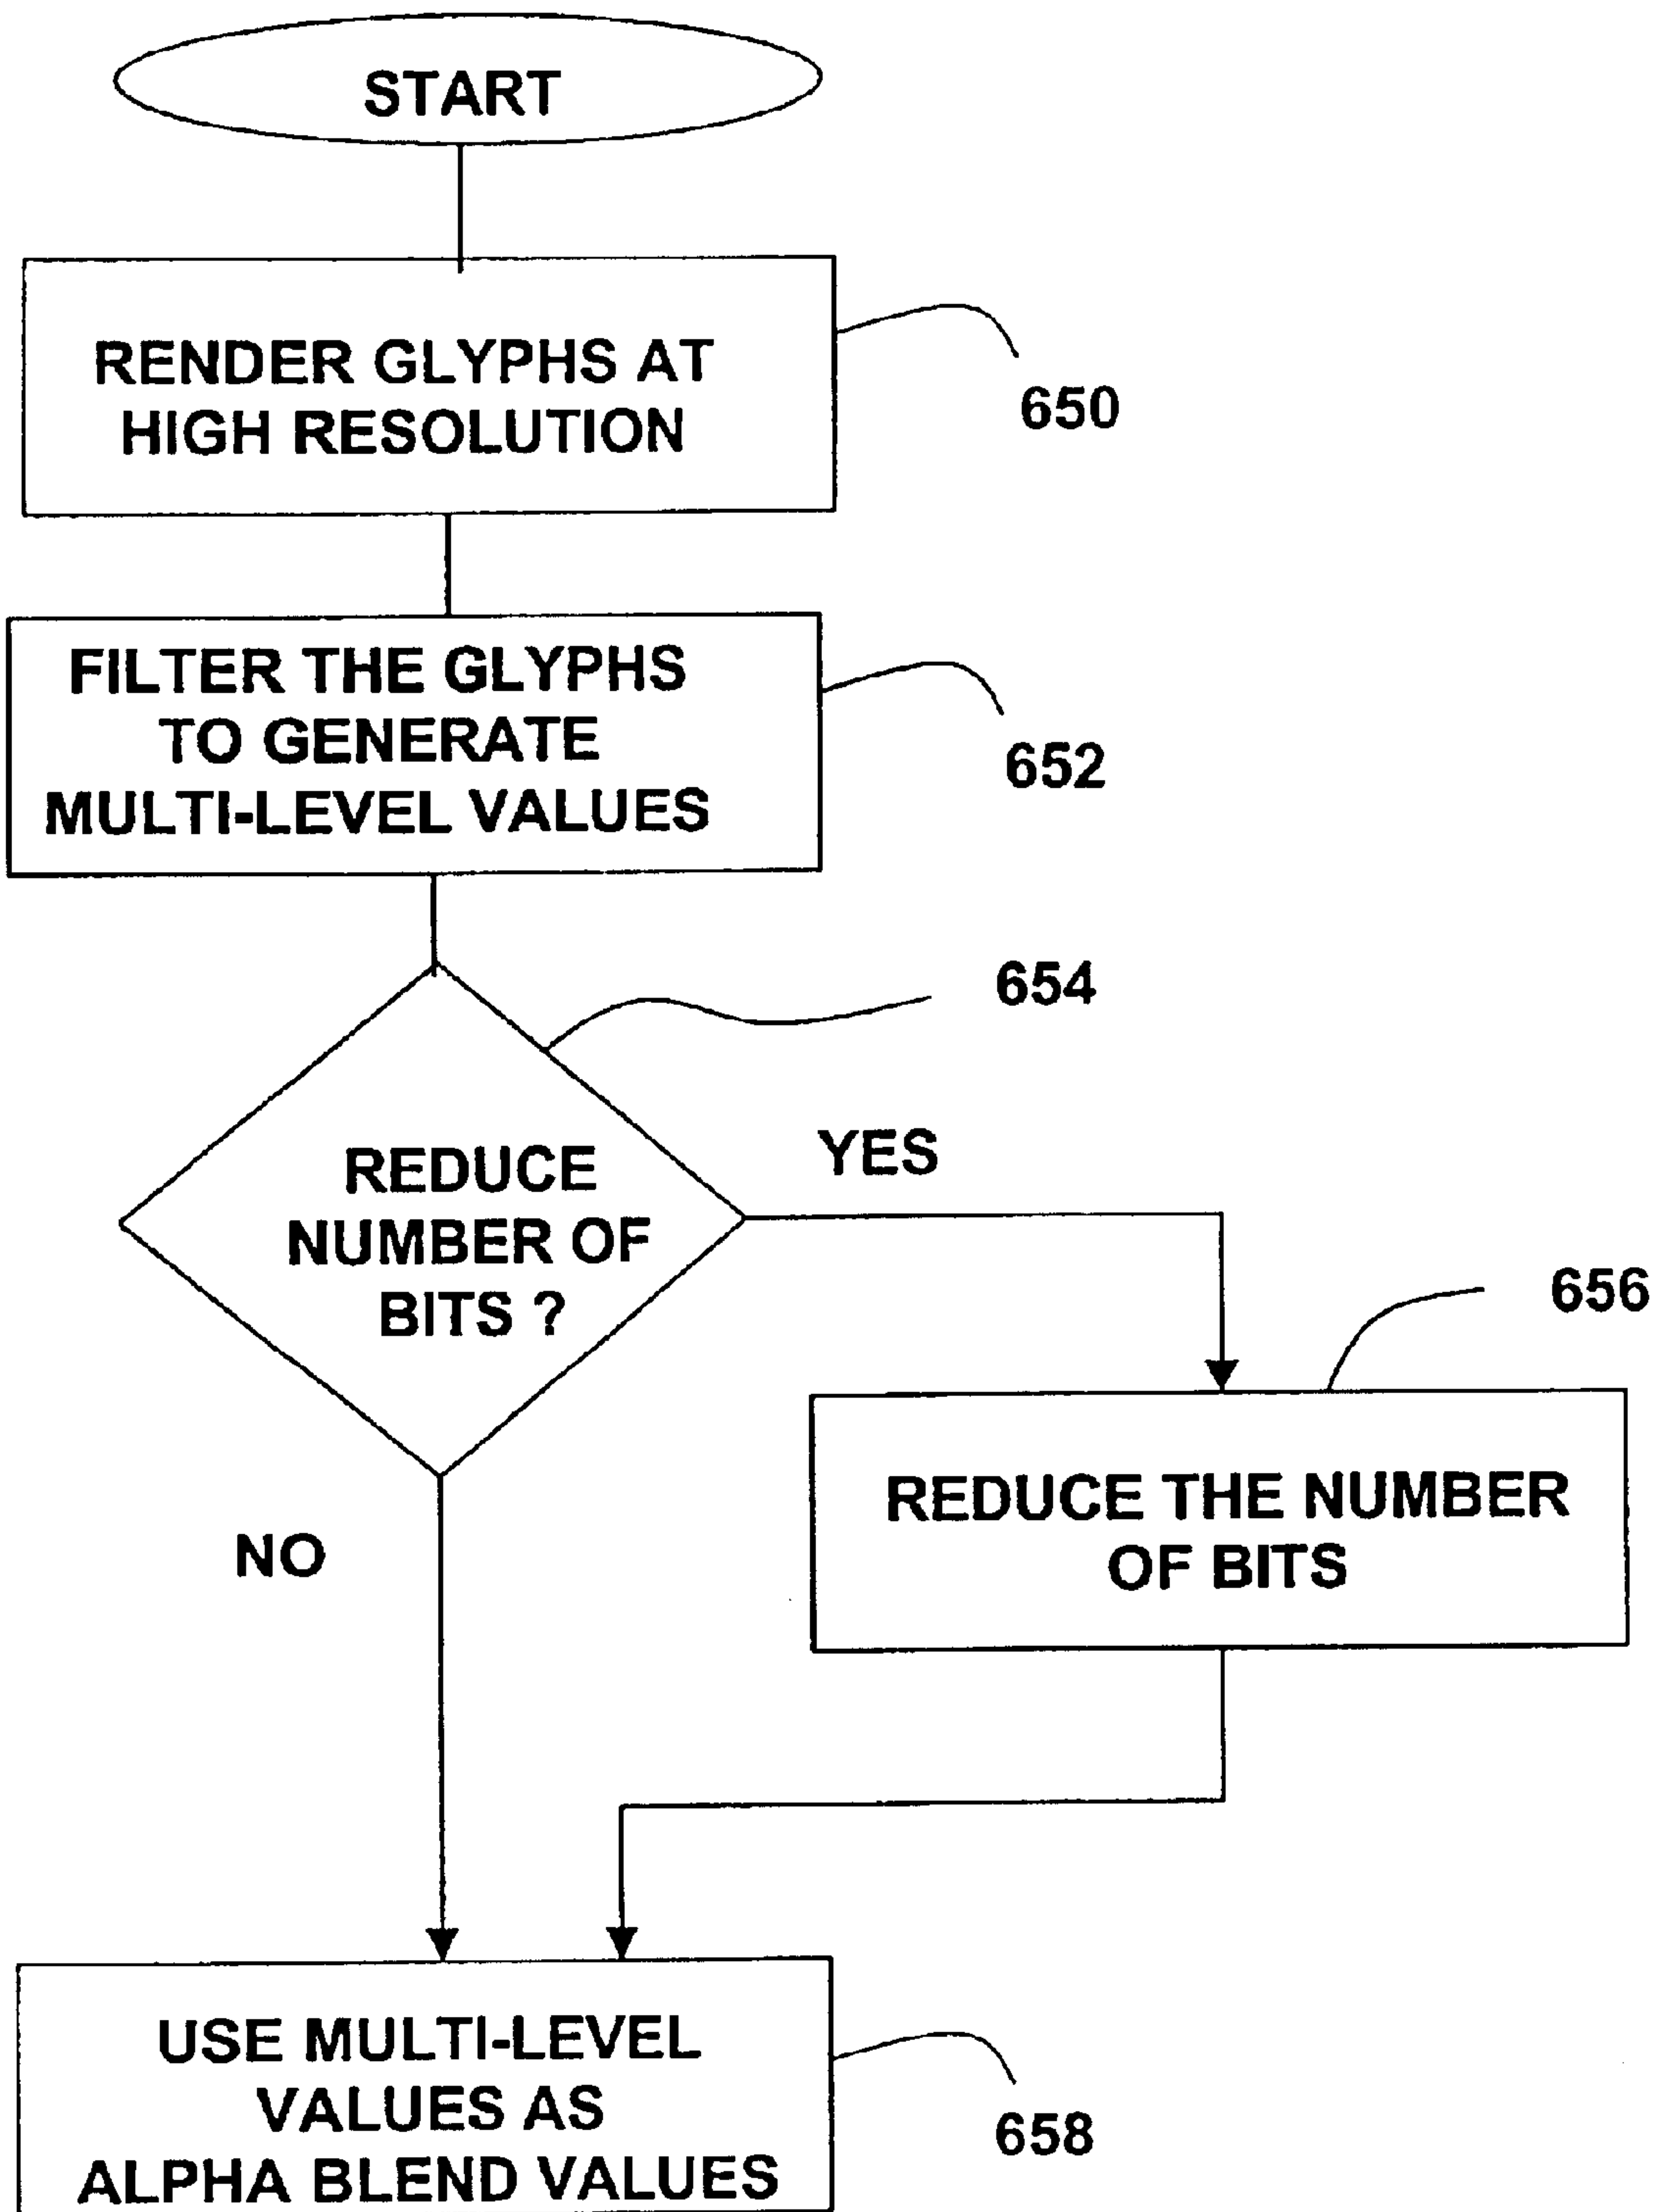 START
RENDER GLYPHS AT
HIGH RESOLUTION
650
FILTER THE GLYPHS
TO GENERATE
MULTI-LEVEL VALUES
652
654
REDUCE
NUMBER OF
BITS ?
YES
656
REDUCE THE NUMBER
OF BITS
NO
USE MULTI-LEVEL
VALUES AS
ALPHA BLEND VALUES
658